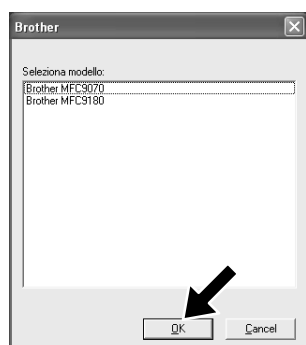 Brother
Seleziona modello:
Brother MFC9070
Brother MFC9180
OK
Cancel